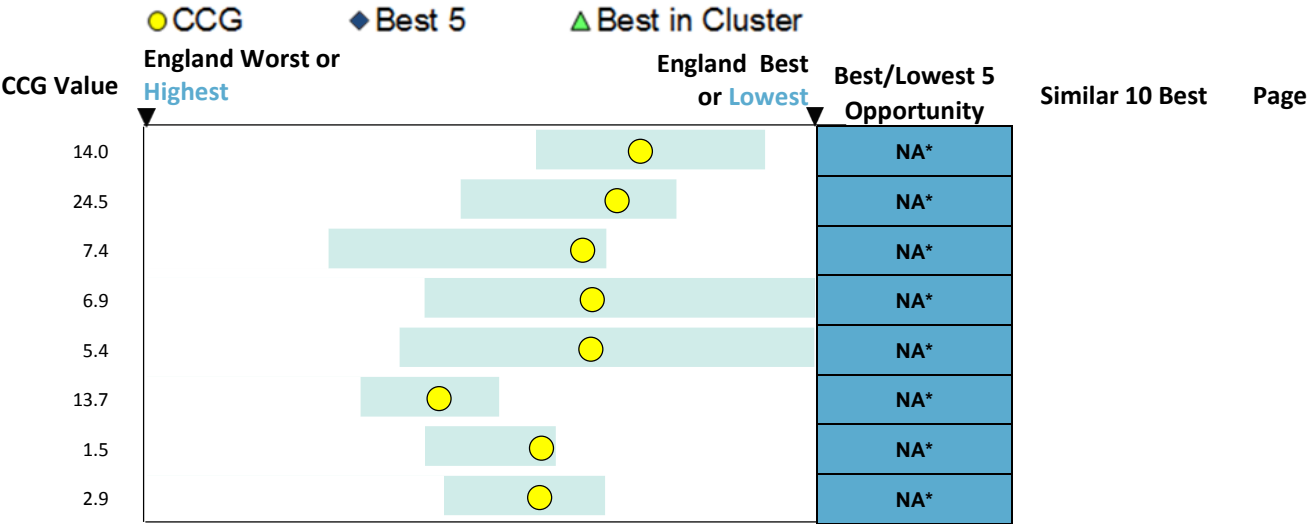 CCG Best 5 Best in Cluster
CCG Value
England Worst or
Highest
England Best
or Lowest
Best/Lowest 5
Opportunity
Similar 10 Best
Page
14.0 NA*
24.5 NA*
7.4 NA*
6.9 NA*
5.4 NA*
13.7 NA*
1.5 NA*
2.9 NA*